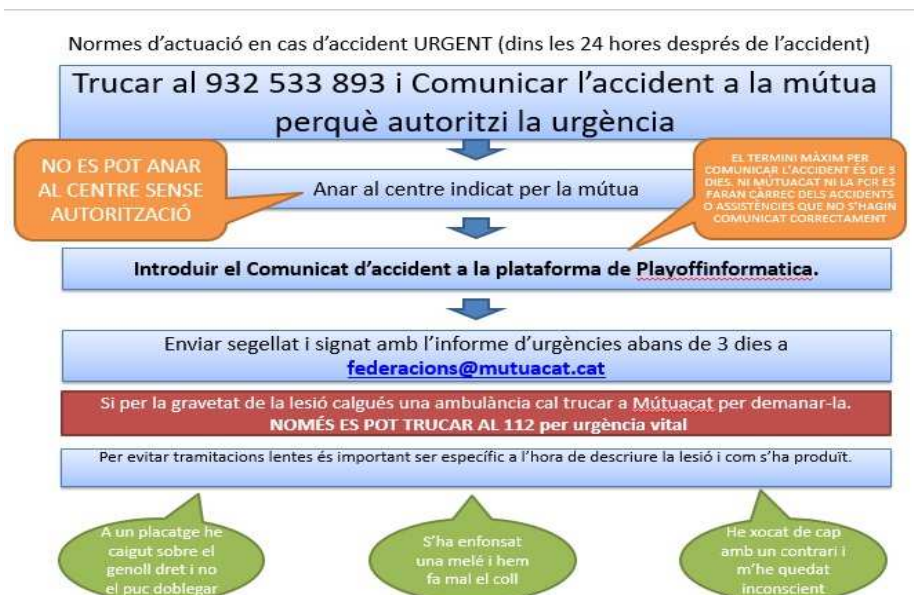 Normes d'actuació en cas d'accident URGENT (dins les 24 hores després de l'accident)
Trucar al 932 533 893 i Comunicar l'accident a la mútua
perquè autoritzi la urgència
NO ES POT ANAR
AL CENTRE SENSE
AUTORITZACIÓ
Anar al centre indicat per la mútua
EL TERMINI MÀXIM PER
COMUNICAR L'ACCIDENT ÉS DE 3
DIES. NI MÚTUACAT NI LA FCR ES
FARAN CÀRREC DELS ACCIDENTS
O ASSISTÈNCIES QUE NO S'HAGIN
COMUNICAT CORRECTAMENT
Introduir el Comunicat d'accident a la plataforma de Playoffinformatica.
Enviar segellat i signat amb l'informe d'urgències abans de 3 dies a
federacions@mutuacat.cat
Si per la gravetat de la lesió calgués una ambulància cal trucar a Mútuacat per demanar-la.
NOMÉS ES POT TRUCAR AL 112 per urgència vital
Per evitar tramitacions lentes és important ser específic a l'hora de descriure la lesió i com s'ha produït.
A un placatge he
caigut sobre el
genoll dret i no
el puc doblegar
S'ha enfonsat
una melé i hem
fa mal el coll
He xocat de cap
amb un contrari i
m'he quedat
inconscient